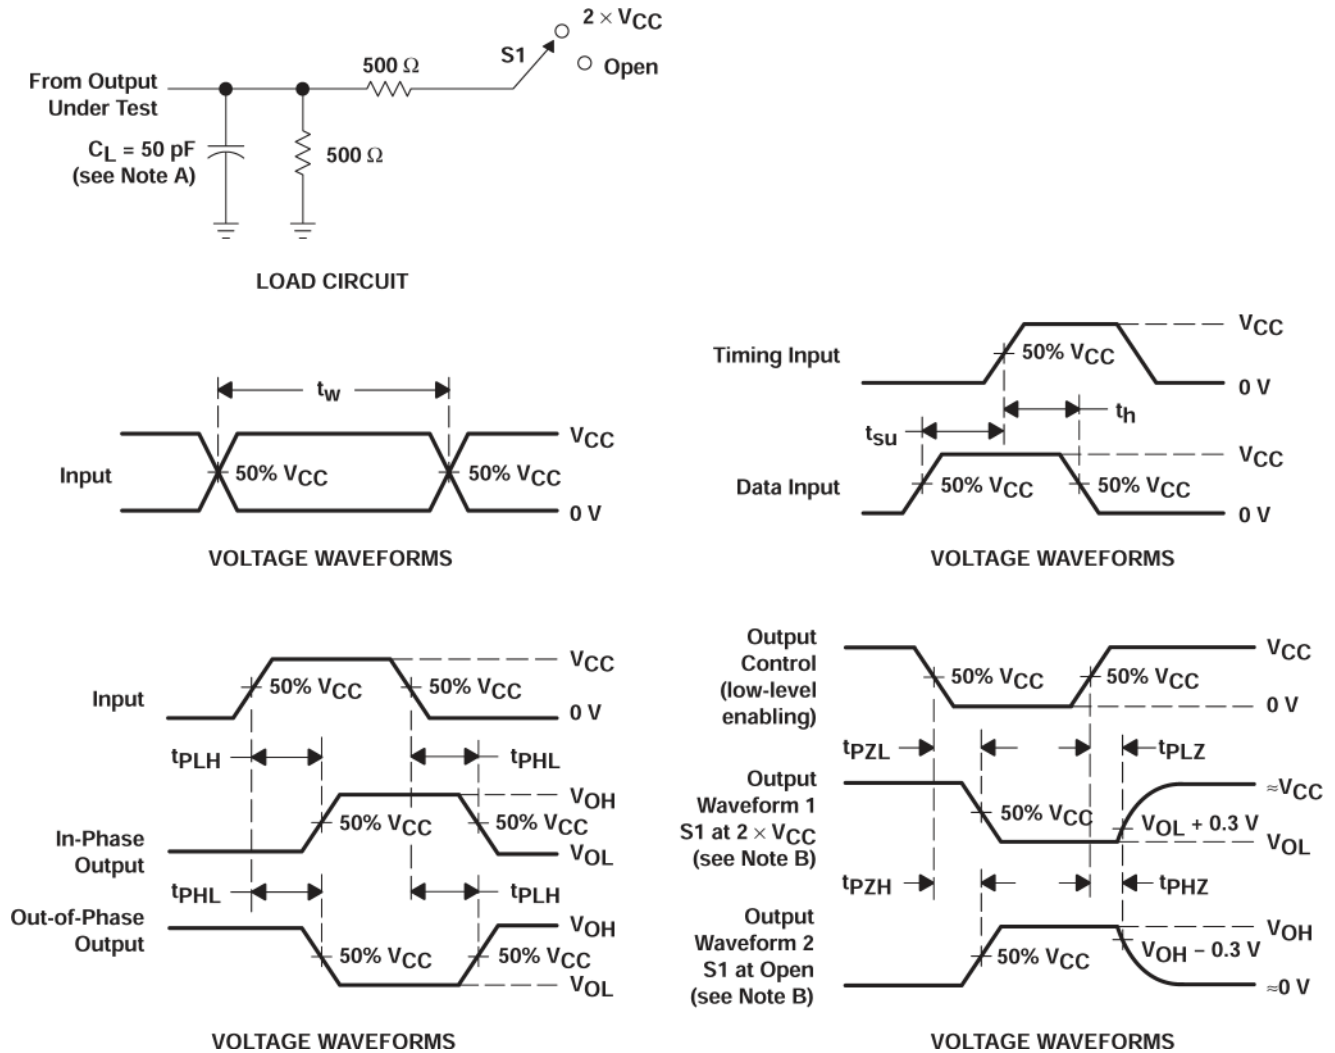 2 × VCC
S1
Open
500 Ω
From Output
Under Test
CL = 50 pF
(see Note A)
500 Ω
LOAD CIRCUIT
tw
VCC
Input
50% VCC
50% VCC
0 V
VOLTAGE WAVEFORMS
VCC
Timing Input
50% VCC
0 V
th
tsu
VCC
Data Input
50% VCC
50% VCC
0 V
VOLTAGE WAVEFORMS
VCC
Input
50% VCC
50% VCC
0 V
tPLH
tPHL
VOH
In-Phase
Output
50% VCC
50% VCC
VOL
tPHL
tPLH
Out-of-Phase
Output
VOH
50% VCC
50% VCC
VOL
VOLTAGE WAVEFORMS
Output
Control
(low-level
enabling)
VCC
50% VCC
50% VCC
0 V
tPZL
tPLZ
Output
Waveform 1
S1 at 2 × VCC
(see Note B)
≈VCC
50% VCC
VOL + 0.3 V
VOL
tPZH
tPHZ
Output
Waveform 2
S1 at Open
(see Note B)
VOH
50% VCC
VOH − 0.3 V
≈0 V
VOLTAGE WAVEFORMS